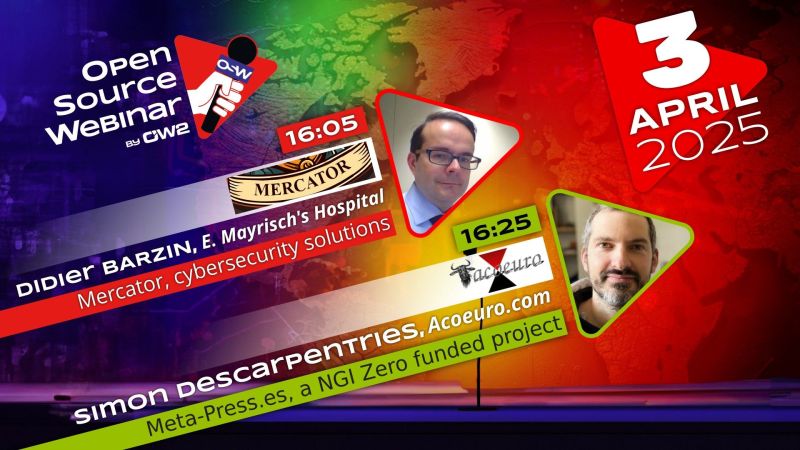 Open
Source
Webinar
BY OW2
OSW
3
APRIL
2025
16:05
MERCATOR
Didier BARZIN, E. Mayrisch's Hospital
Mercator, cybersecurity solutions
16:25
acoeuro
Simon Descarpentries, Acoeuro.com
Meta-Press.es, a NGI Zero funded project